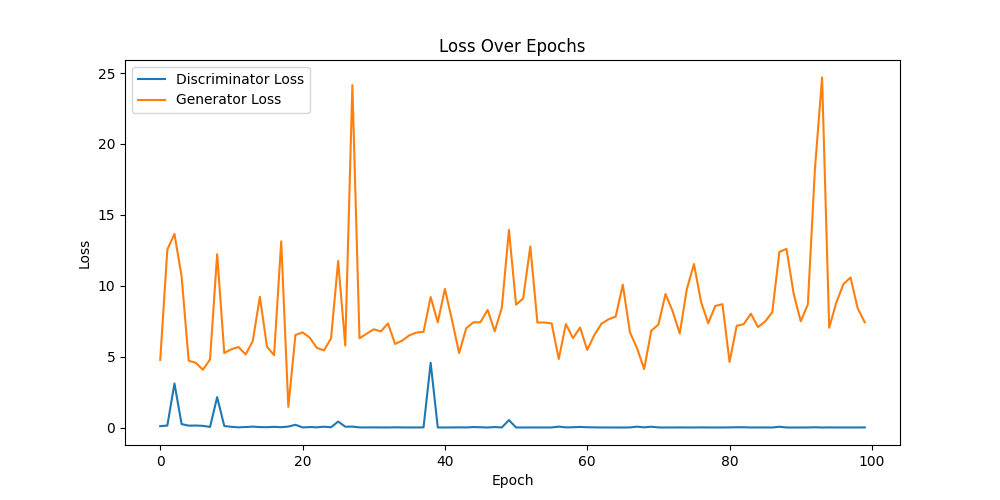 Loss Over Epochs
Discriminator Loss
Generator Loss
25
20
15
10
5
0
Loss
0 20 40 60 80 100
Epoch